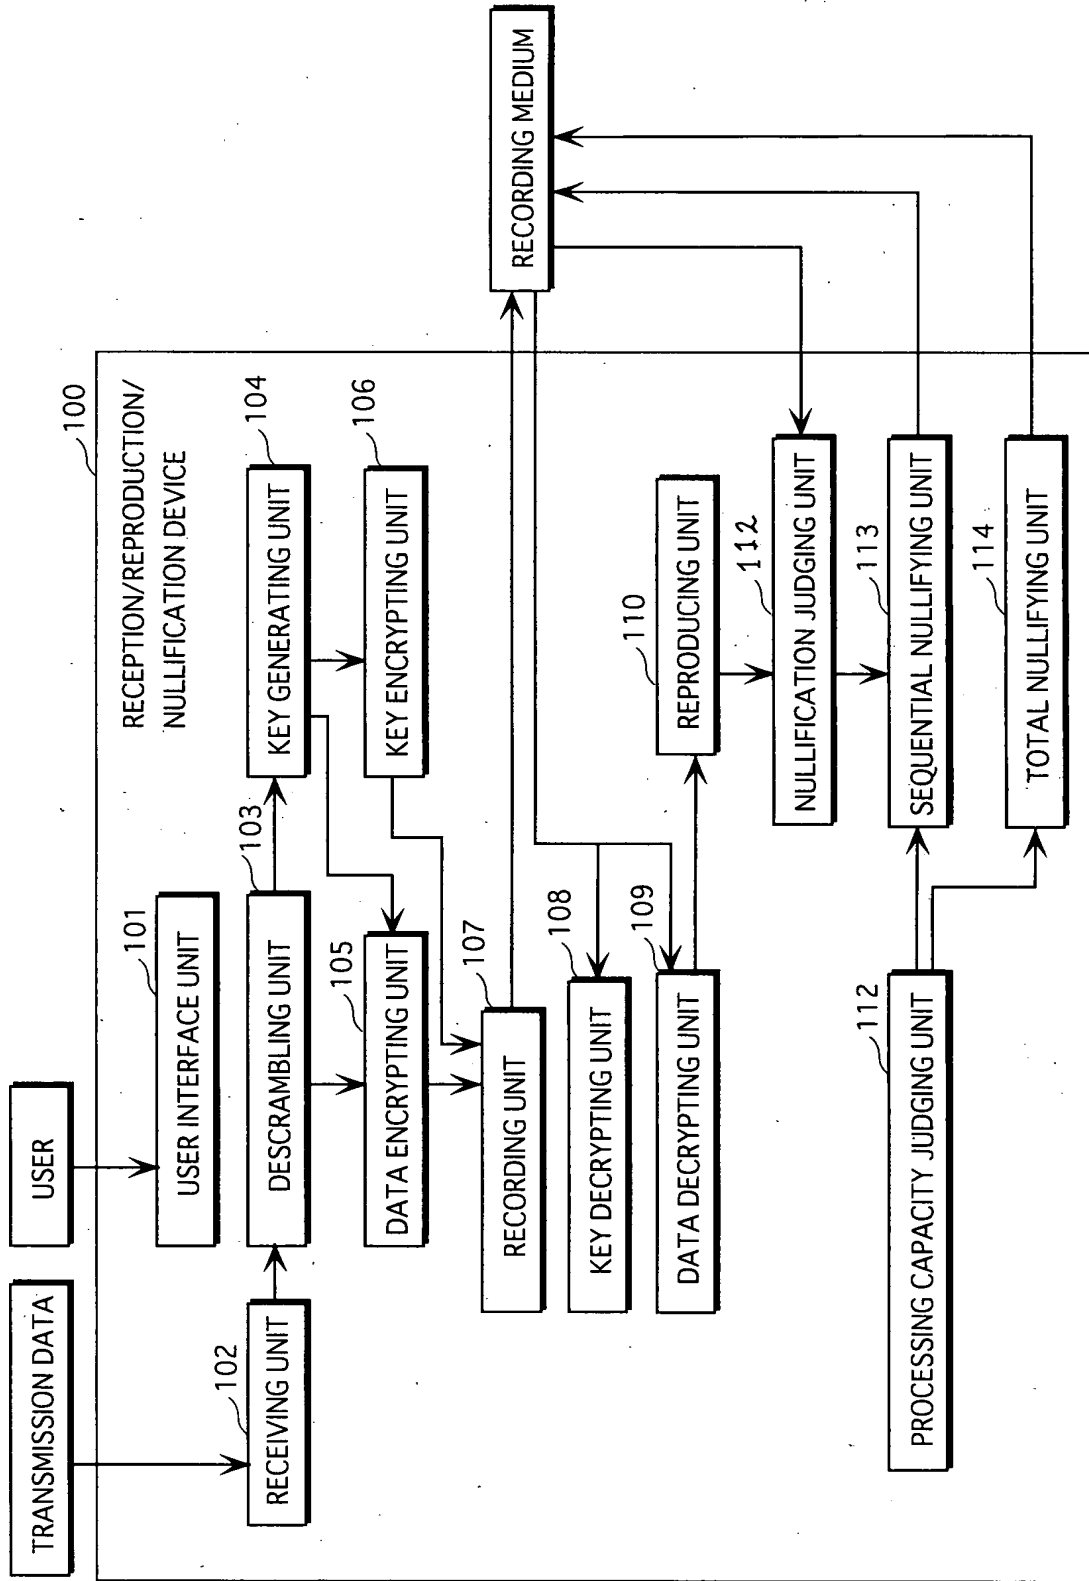 TRANSMISSION DATA
USER
100
RECEPTION/REPRODUCTION/
NULLIFICATION DEVICE
101
USER INTERFACE UNIT
102
RECEIVING UNIT
103
DESCRAMBLING UNIT
104
KEY GENERATING UNIT
105
DATA ENCRYPTING UNIT
106
KEY ENCRYPTING UNIT
107
RECORDING UNIT
RECORDING MEDIUM
108
KEY DECRYPTING UNIT
109
DATA DECRYPTING UNIT
110
REPRODUCING UNIT
112
NULLIFICATION JUDGING UNIT
112
PROCESSING CAPACITY JUDGING UNIT
113
SEQUENTIAL NULLIFYING UNIT
114
TOTAL NULLIFYING UNIT